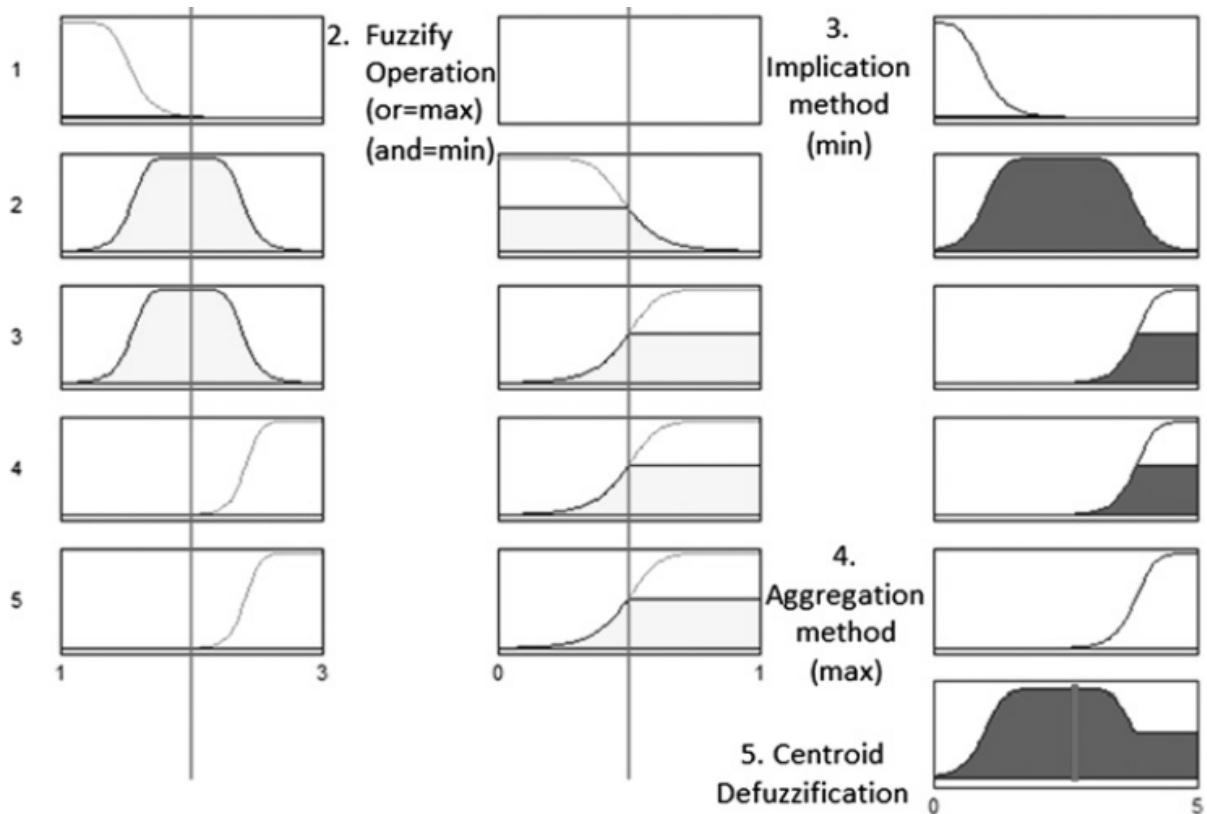 2. Fuzzify
Operation
(or=max)
(and=min)
3.
Implication
method
(min)
1
2
3
4
5
1 3
0 1
4.
Aggregation
method
(max)
5. Centroid
Defuzzification
0 5